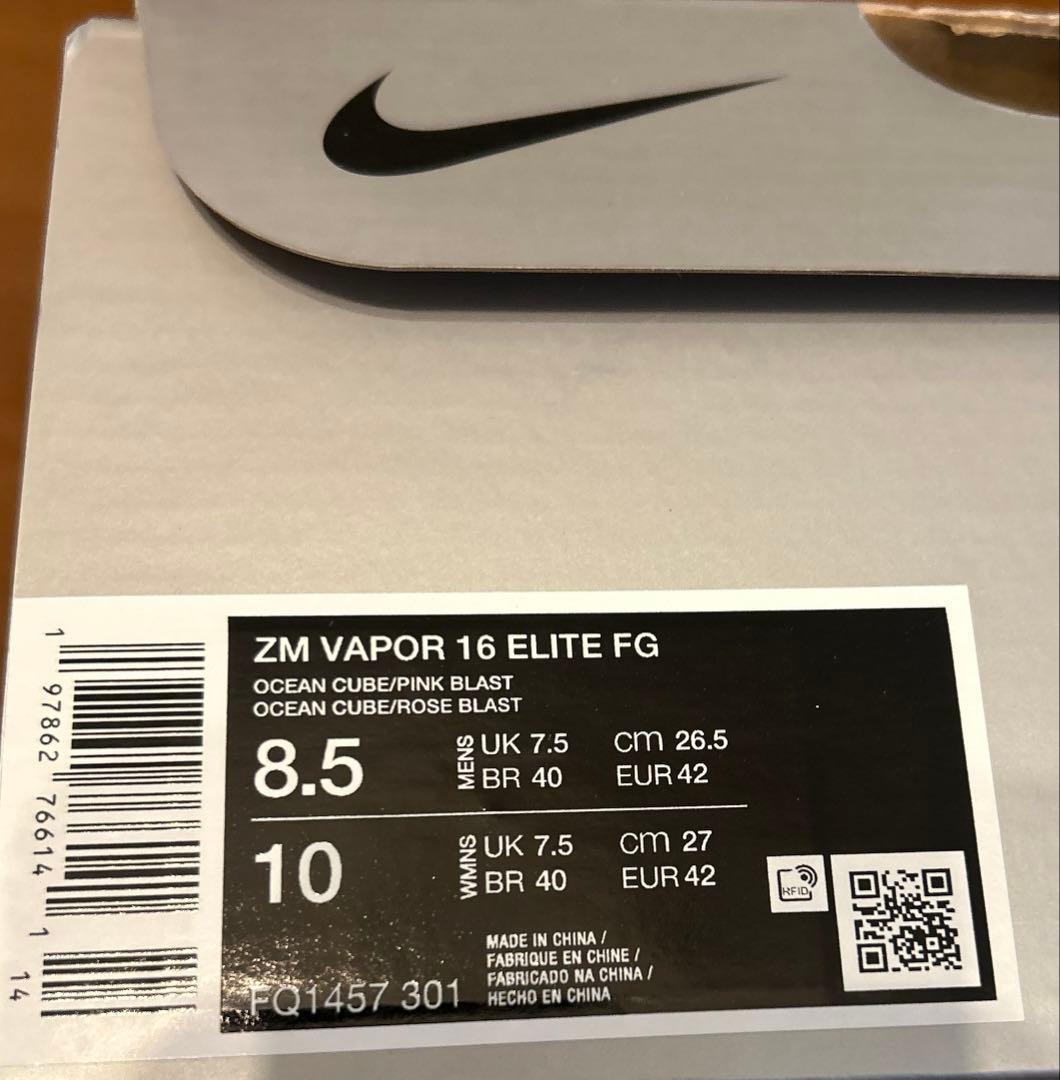 ZM VAPOR 16 ELITE FG
OCEAN CUBE/PINK BLAST
OCEAN CUBE/ROSE BLAST
8.5 MENS UK 7.5 cm 26.5
BR 40 EUR 42
10 WMNS UK 7.5 cm 27
BR 40 EUR 42
RFID
MADE IN CHINA /
FABRIQUE EN CHINE /
FABRICADO NA CHINA /
HECHO EN CHINA
FQ1457 301
1 97862 76614 1 14